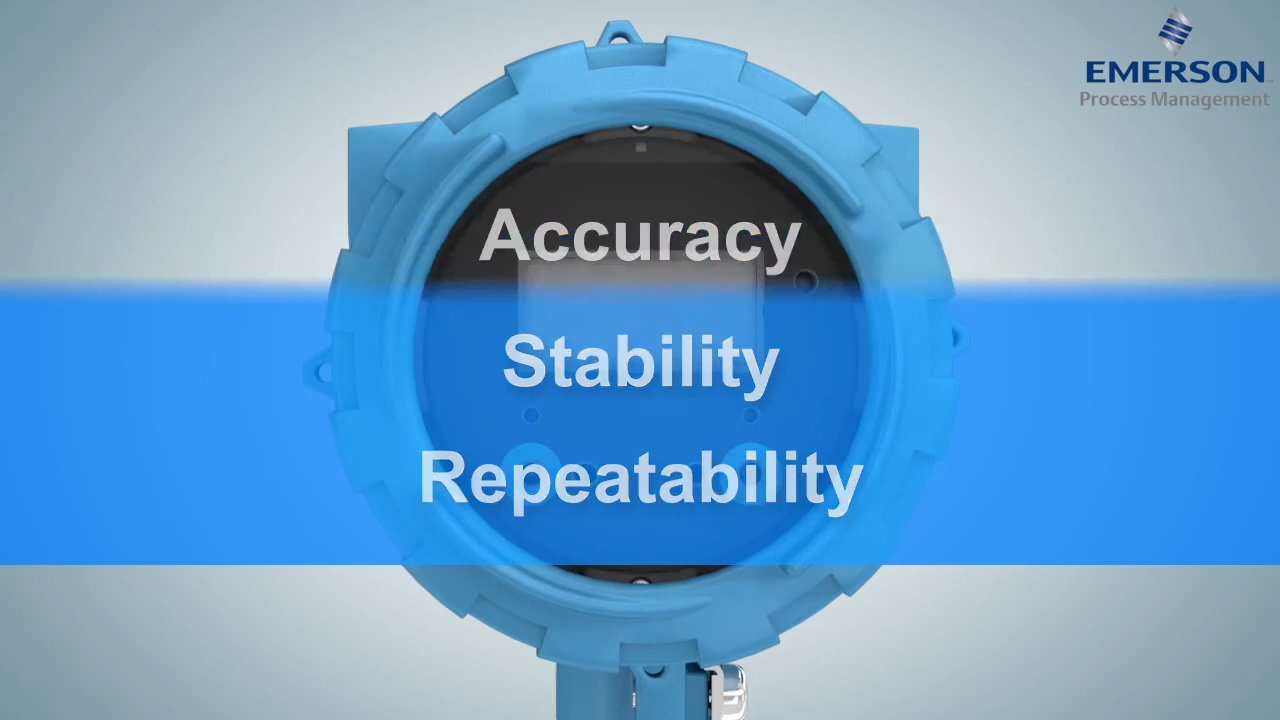 EMERSON
Process Management
Accuracy
Stability
Repeatability